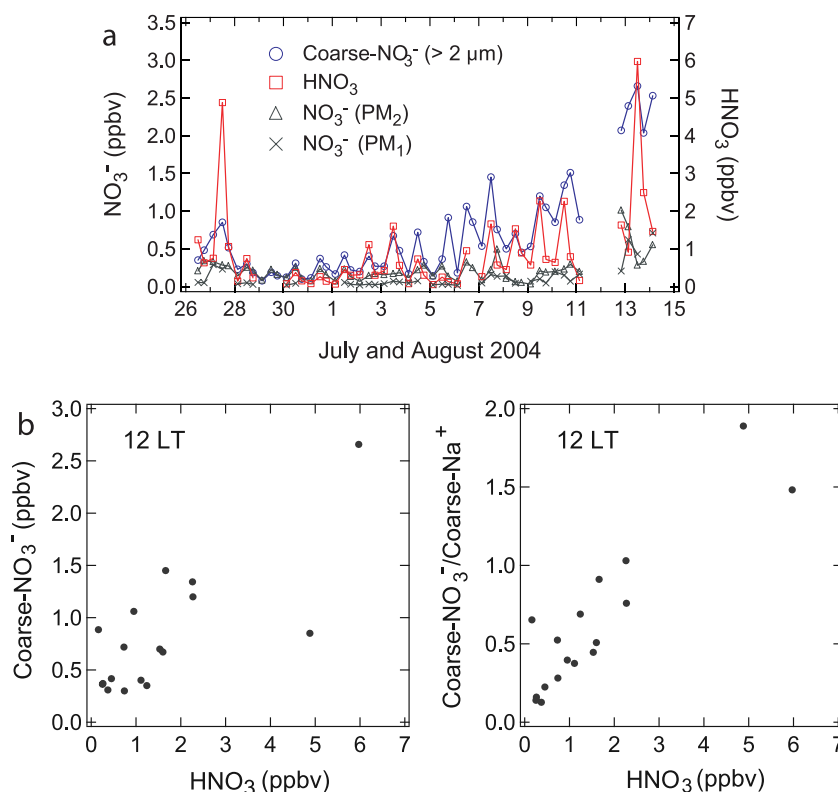 a
Coarse-NO₃⁻ (> 2 µm)
HNO₃
NO₃⁻ (PM₂)
NO₃⁻ (PM₁)
NO₃⁻ (ppbv)
3.5
3.0
2.5
2.0
1.5
1.0
0.5
0.0
HNO₃ (ppbv)
7
6
5
4
3
2
1
0
26 28 30 1 3 5 7 9 11 13 15
July and August 2004
b
12 LT
Coarse-NO₃⁻ (ppbv)
3.0
2.5
2.0
1.5
1.0
0.5
0.0
0 1 2 3 4 5 6 7
HNO₃ (ppbv)
12 LT
Coarse-NO₃⁻/Coarse-Na⁺
2.0
1.5
1.0
0.5
0.0
0 1 2 3 4 5 6 7
HNO₃ (ppbv)